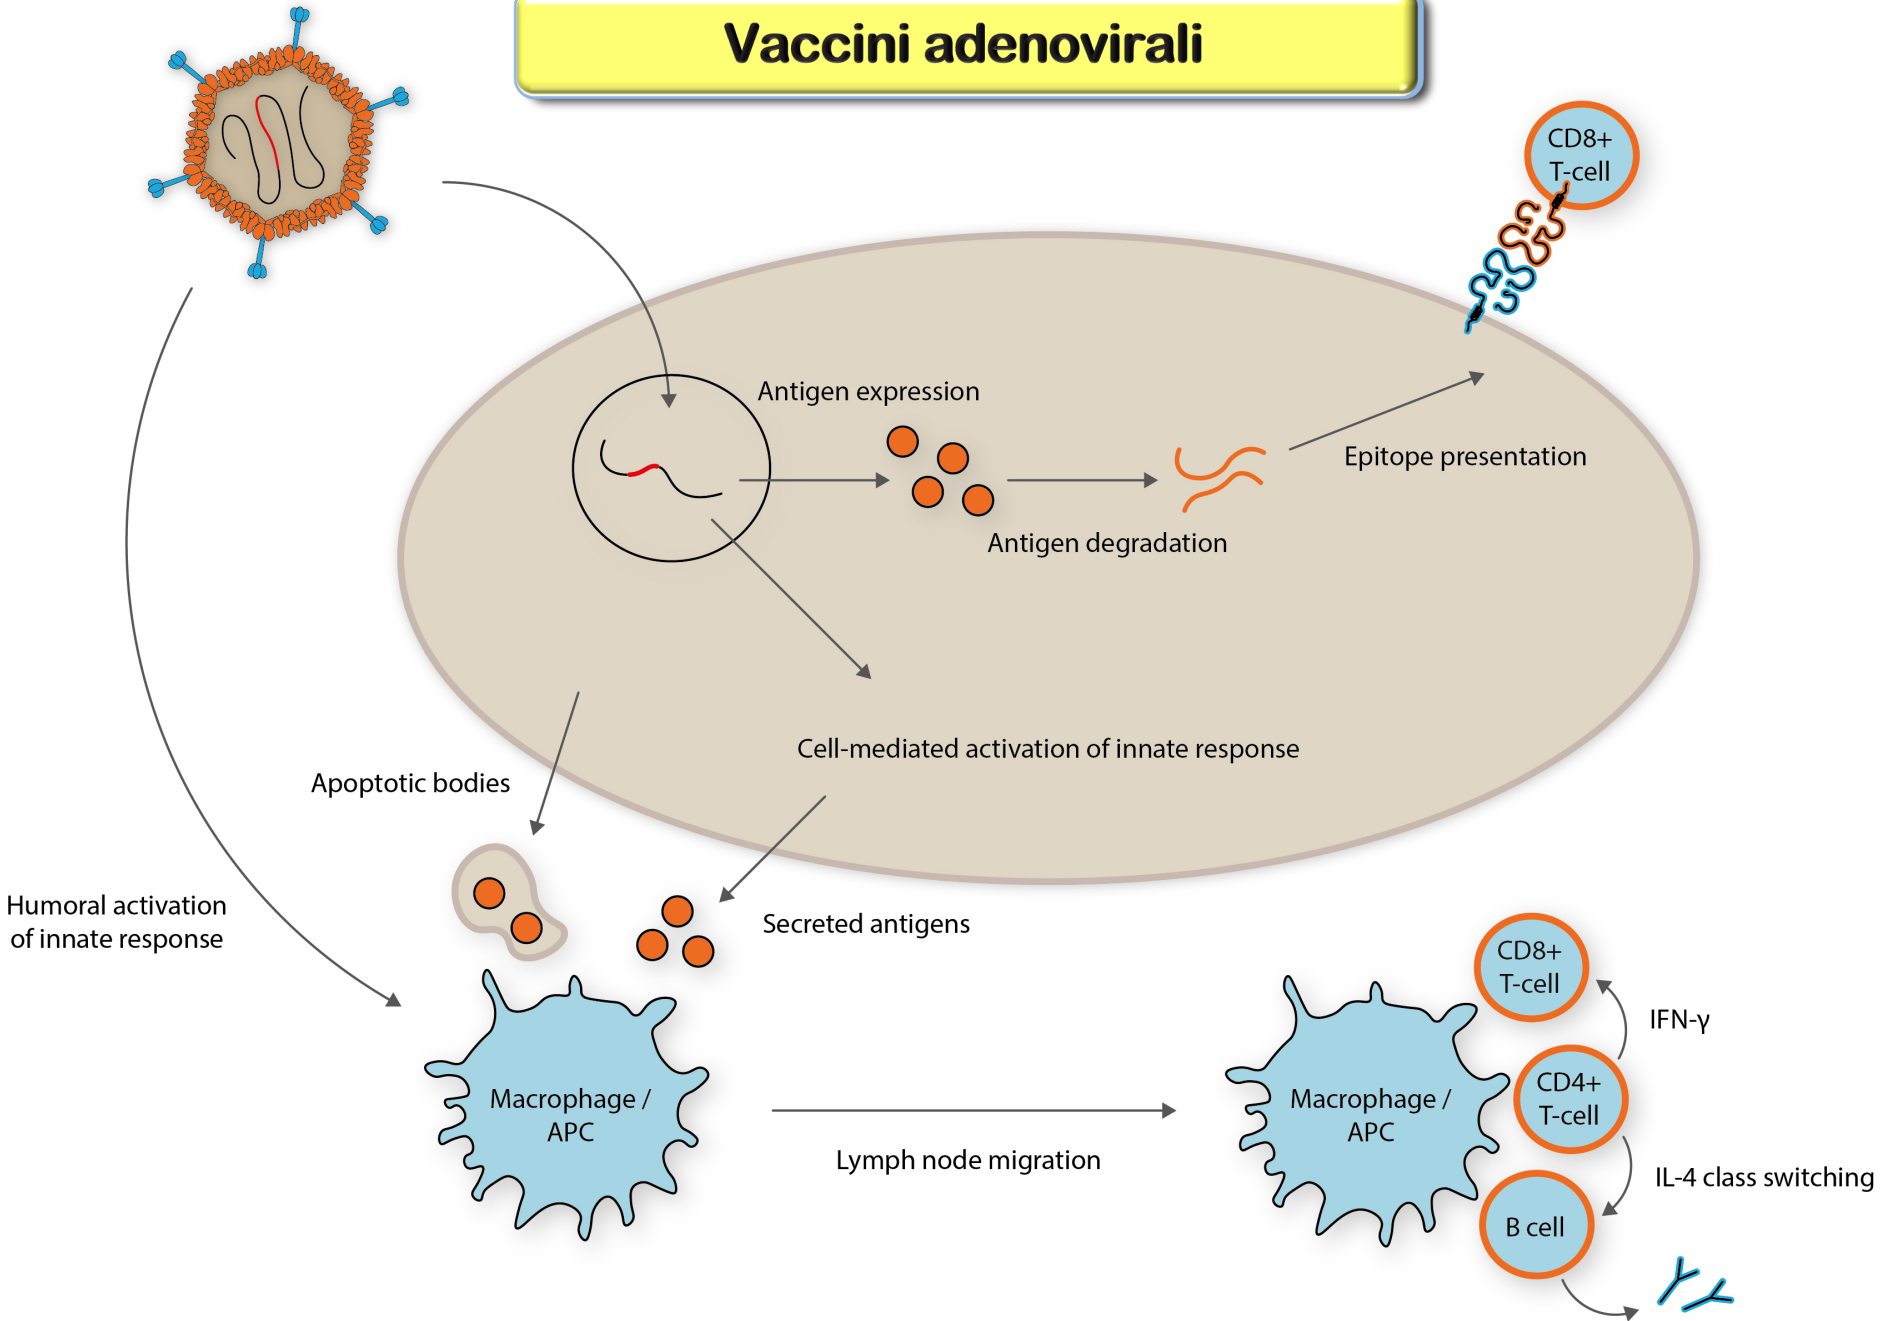 Vaccini adenovirali
CD8+
T-cell
Antigen expression
Epitope presentation
Antigen degradation
Cell-mediated activation of innate response
Apoptotic bodies
Humoral activation
of innate response
Secreted antigens
Macrophage /
APC
Lymph node migration
Macrophage /
APC
CD8+
T-cell
IFN-γ
CD4+
T-cell
IL-4 class switching
B cell